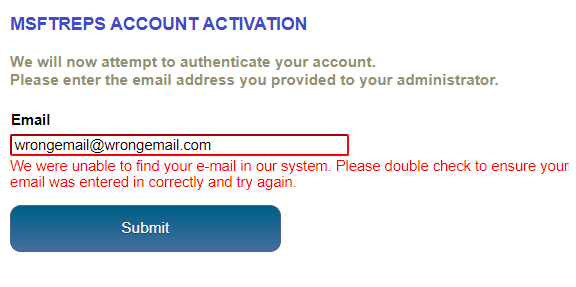 MSFTREPS ACCOUNT ACTIVATION
We will now attempt to authenticate your account.
Please enter the email address you provided to your administrator.
Email
wrongemail@wrongemail.com
We were unable to find your e-mail in our system. Please double check to ensure your
email was entered in correctly and try again.
Submit